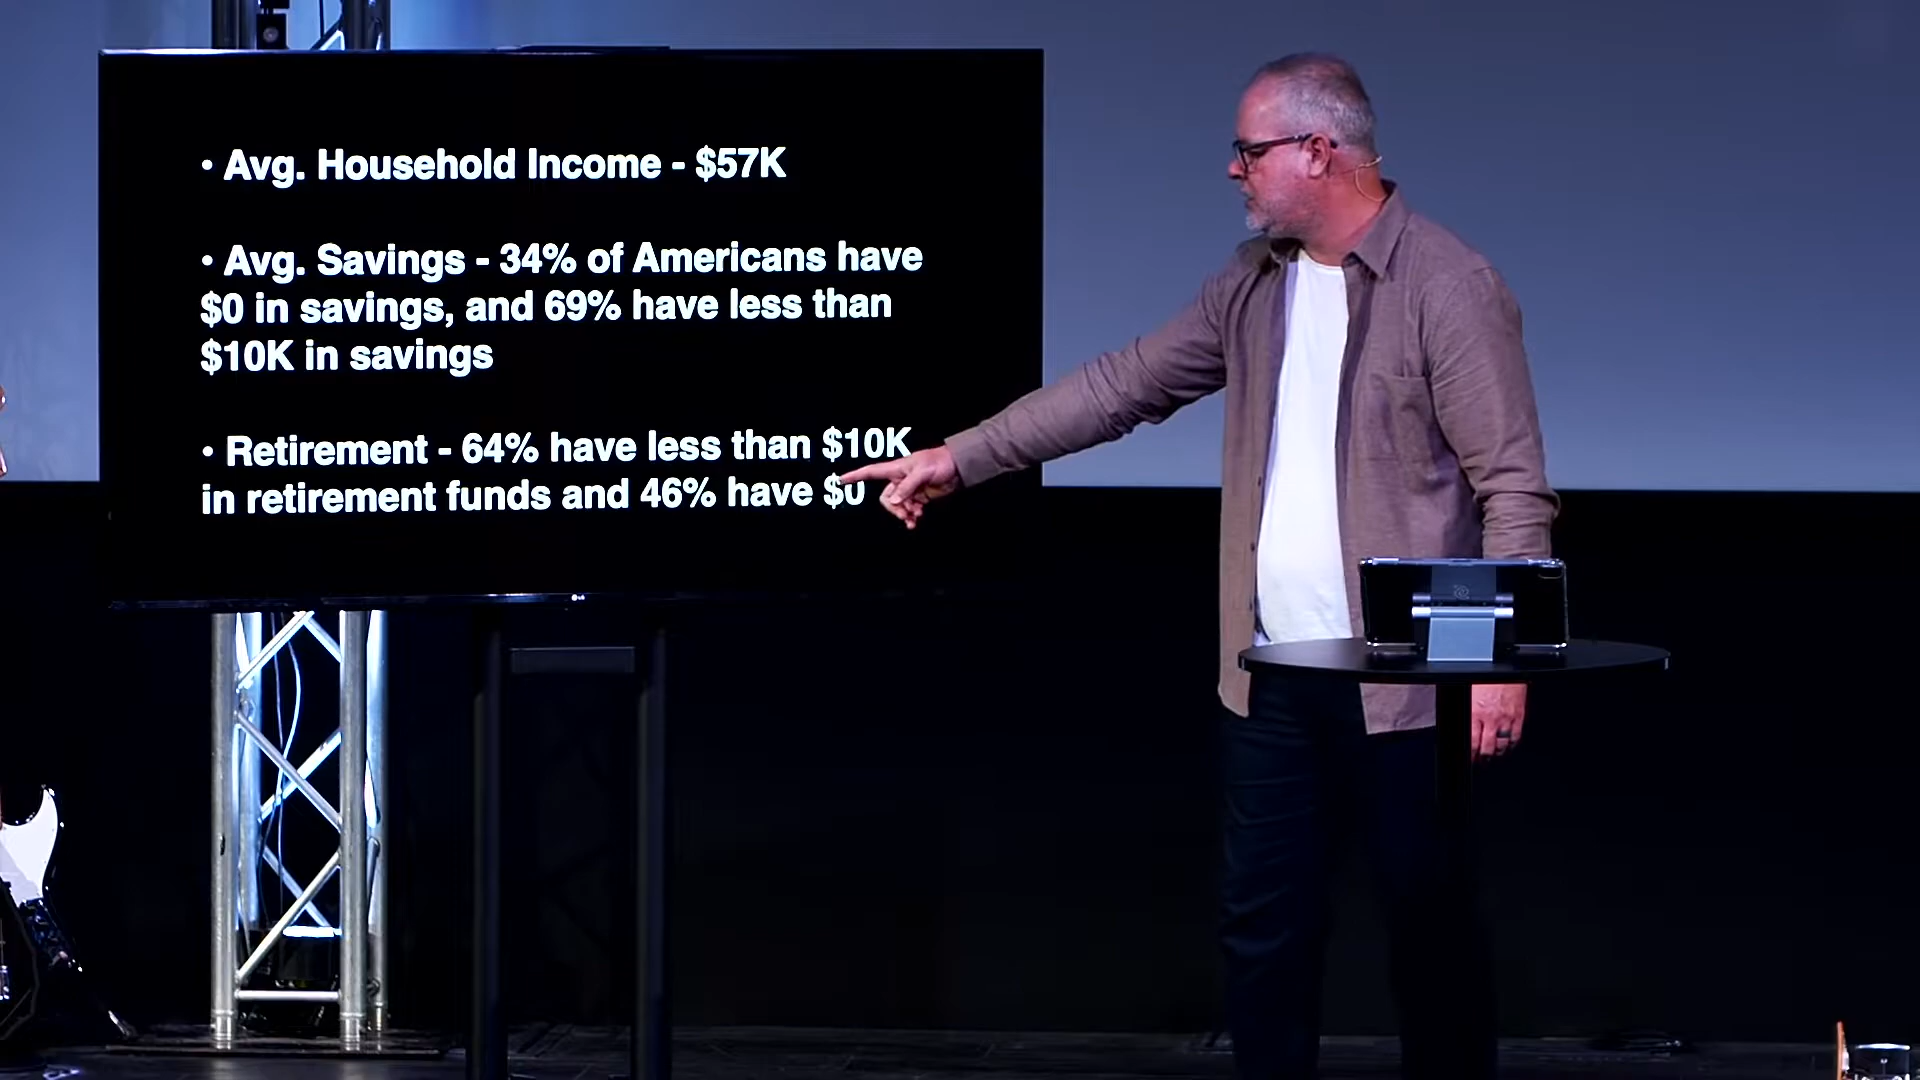 • Avg. Household Income - $57K
• Avg. Savings - 34% of Americans have
$0 in savings, and 69% have less than
$10K in savings
• Retirement - 64% have less than $10K
in retirement funds and 46% have $0